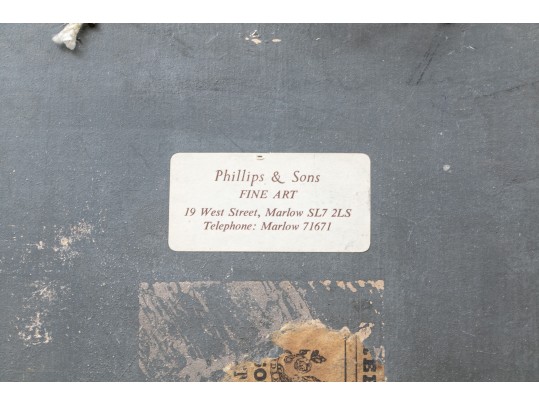 Phillips & Sons
FINE ART
19 West Street, Marlow SL7 2LS
Telephone: Marlow 71671